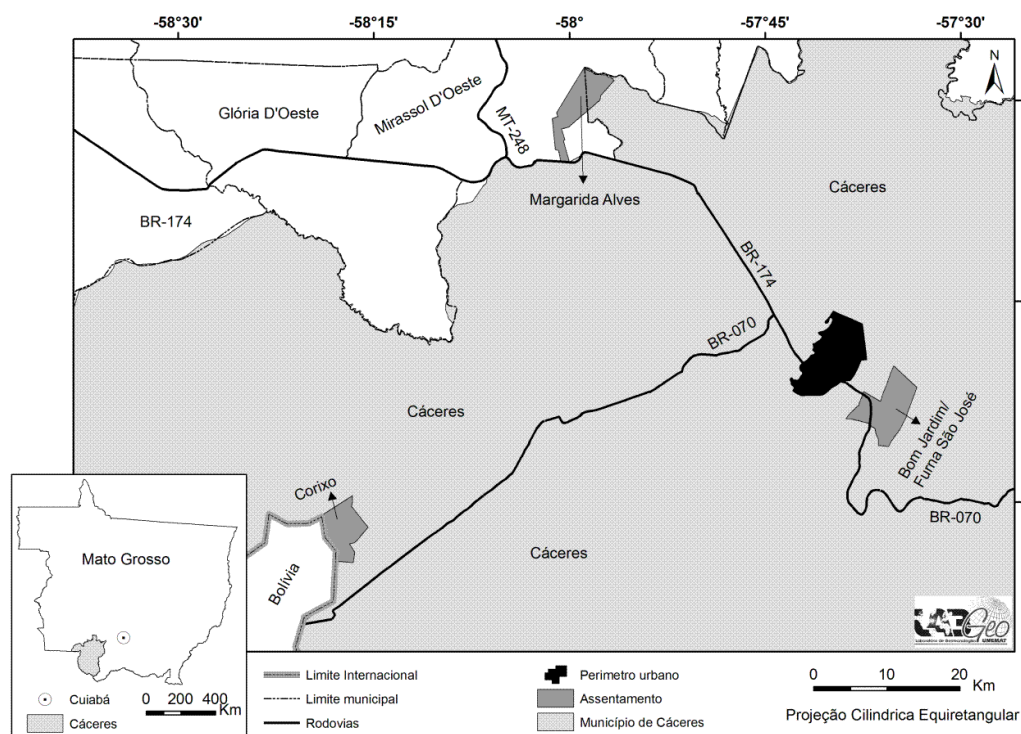 -58°30' -58°15' -58° -57°45' -57°30'
N
Glória D'Oeste
Mirassol D'Oeste
MT-248
Margarida Alves
Cáceres
BR-174
BR-174
BR-070
Cáceres
Bom Jardim/
Furna São José
BR-070
Corixo
Cáceres
Bolívia
Mato Grosso
Cuiabá
Cáceres
0 200 400
Km
LABGeo
UNEMAT
Limite Internacional
Limite municipal
Rodovias
Perimetro urbano
Assentamento
Município de Cáceres
0 10 20
Km
Projeção Cilindrica Equiretangular